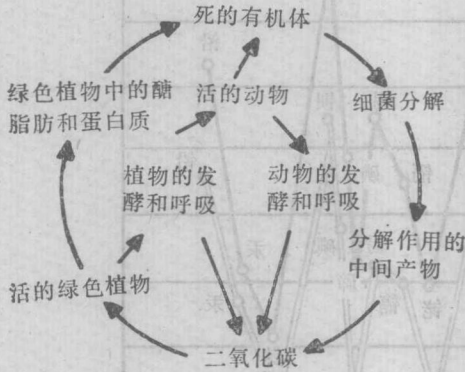 死的有机体
绿色植物中的醣
脂肪和蛋白质
活的动物
细菌分解
植物的发
酵和呼吸
动物的发
酵和呼吸
分解作用的
中间产物
活的绿色植物
二氧化碳